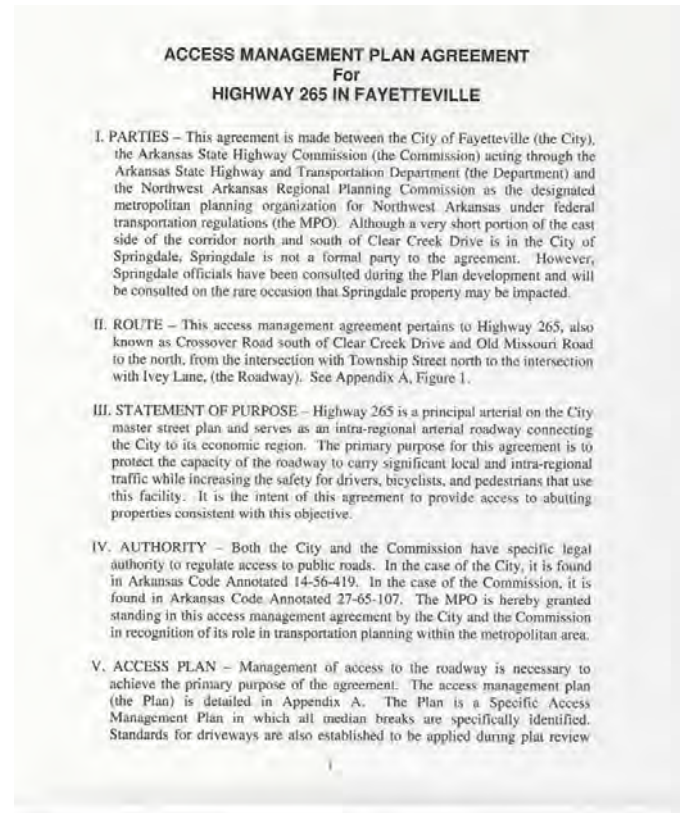 ACCESS MANAGEMENT PLAN AGREEMENT
For
HIGHWAY 265 IN FAYETTEVILLE
I. PARTIES – This agreement is made between the City of Fayetteville (the City),
the Arkansas State Highway Commission (the Commission) acting through the
Arkansas State Highway and Transportation Department (the Department) and
the Northwest Arkansas Regional Planning Commission as the designated
metropolitan planning organization for Northwest Arkansas under federal
transportation regulations (the MPO). Although a very short portion of the east
side of the corridor north and south of Clear Creek Drive is in the City of
Springdale, Springdale is not a formal party to the agreement. However,
Springdale officials have been consulted during the Plan development and will
be consulted on the rare occasion that Springdale property may be impacted.
II. ROUTE – This access management agreement pertains to Highway 265, also
known as Crossover Road south of Clear Creek Drive and Old Missouri Road
to the north, from the intersection with Township Street north to the intersection
with Ivey Lane, (the Roadway). See Appendix A, Figure 1.
III. STATEMENT OF PURPOSE – Highway 265 is a principal arterial on the City
master street plan and serves as an intra-regional arterial roadway connecting
the City to its economic region. The primary purpose for this agreement is to
protect the capacity of the roadway to carry significant local and intra-regional
traffic while increasing the safety for drivers, bicyclists, and pedestrians that use
this facility. It is the intent of this agreement to provide access to abutting
properties consistent with this objective.
IV. AUTHORITY – Both the City and the Commission have specific legal
authority to regulate access to public roads. In the case of the City, it is found
in Arkansas Code Annotated 14-56-419. In the case of the Commission, it is
found in Arkansas Code Annotated 27-65-107. The MPO is hereby granted
standing in this access management agreement by the City and the Commission
in recognition of its role in transportation planning within the metropolitan area.
V. ACCESS PLAN – Management of access to the roadway is necessary to
achieve the primary purpose of the agreement. The access management plan
(the Plan) is detailed in Appendix A. The Plan is a Specific Access
Management Plan in which all median breaks are specifically identified.
Standards for driveways are also established to be applied during plat review
1